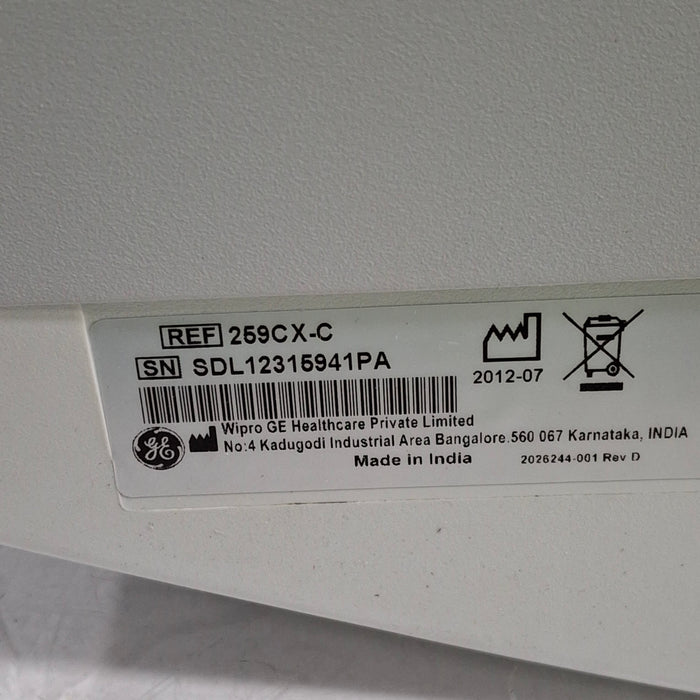 REF 259CX-C
SN SDL12315941PA
2012-07
GE
Wipro GE Healthcare Private Limited
No:4 Kadugodi Industrial Area Bangalore.560 067 Karnataka, INDIA
Made in India
2026244-001 Rev D